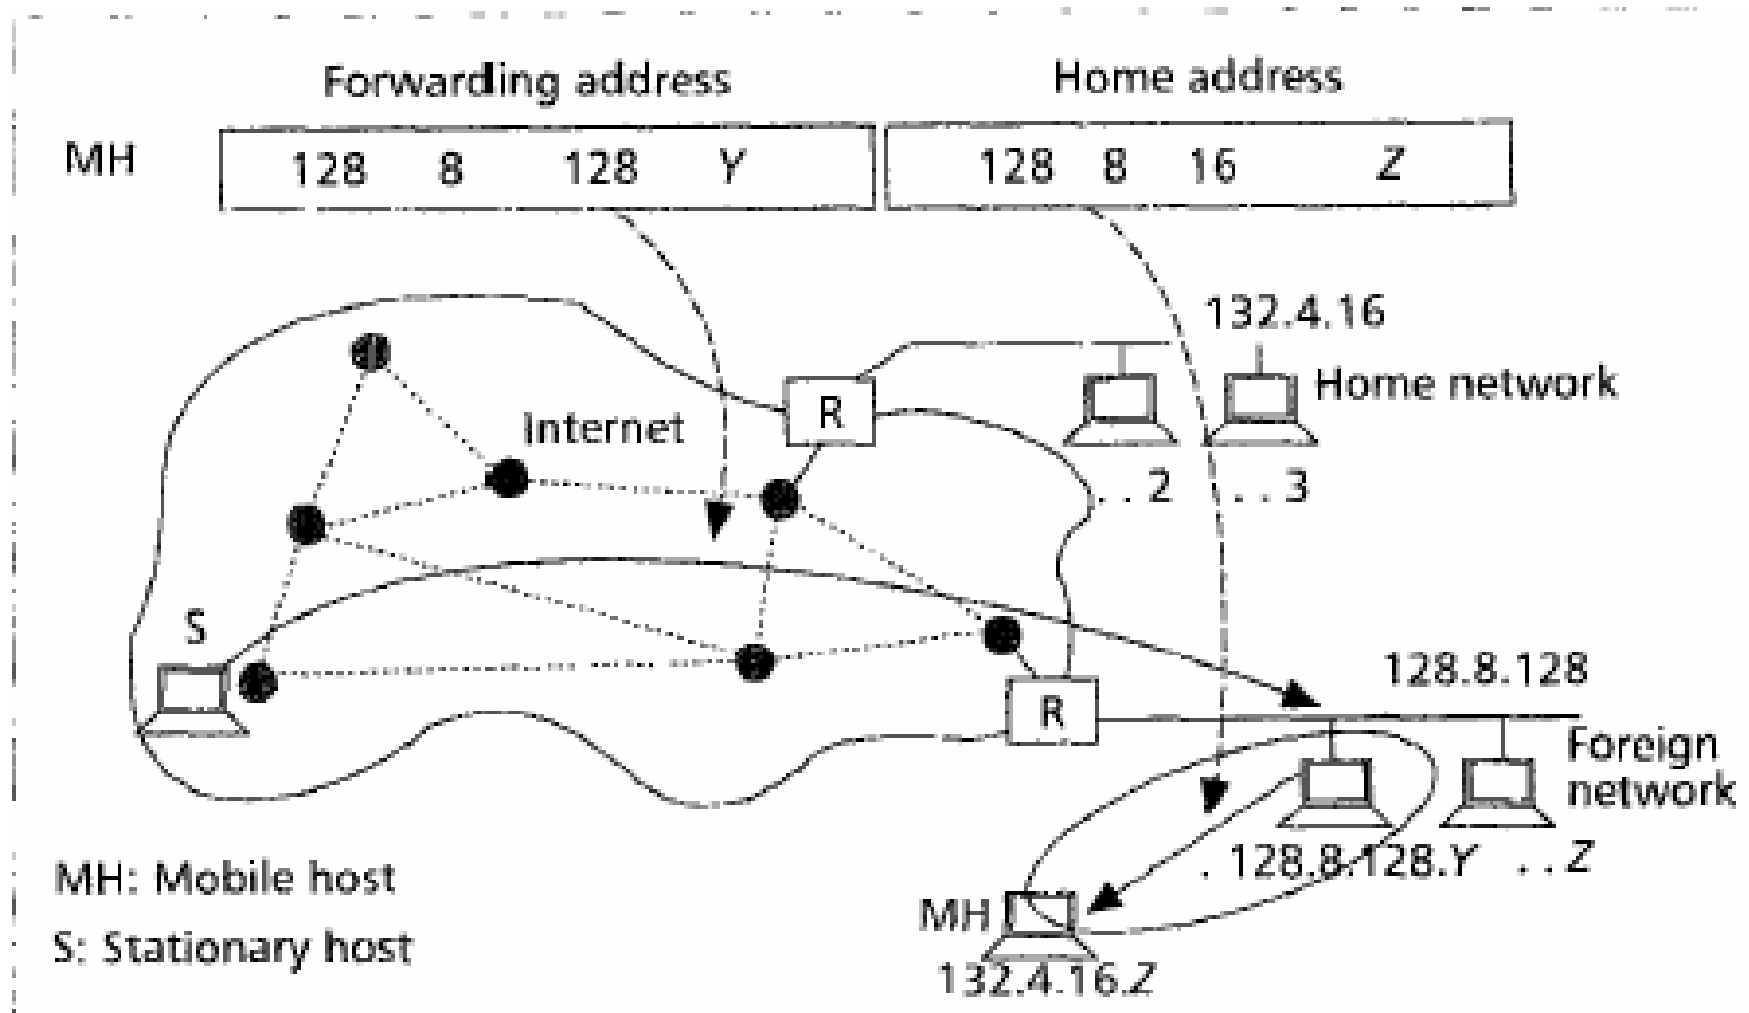 Forwarding address Home address
MH 128 8 128 Y 128 8 16 Z
132.4.16
R Home network
Internet
. . 2 . . 3
S
128.8.128
R
Foreign
network
. 128.8.128.Y . . Z
MH: Mobile host
MH
S: Stationary host
132.4.16.Z